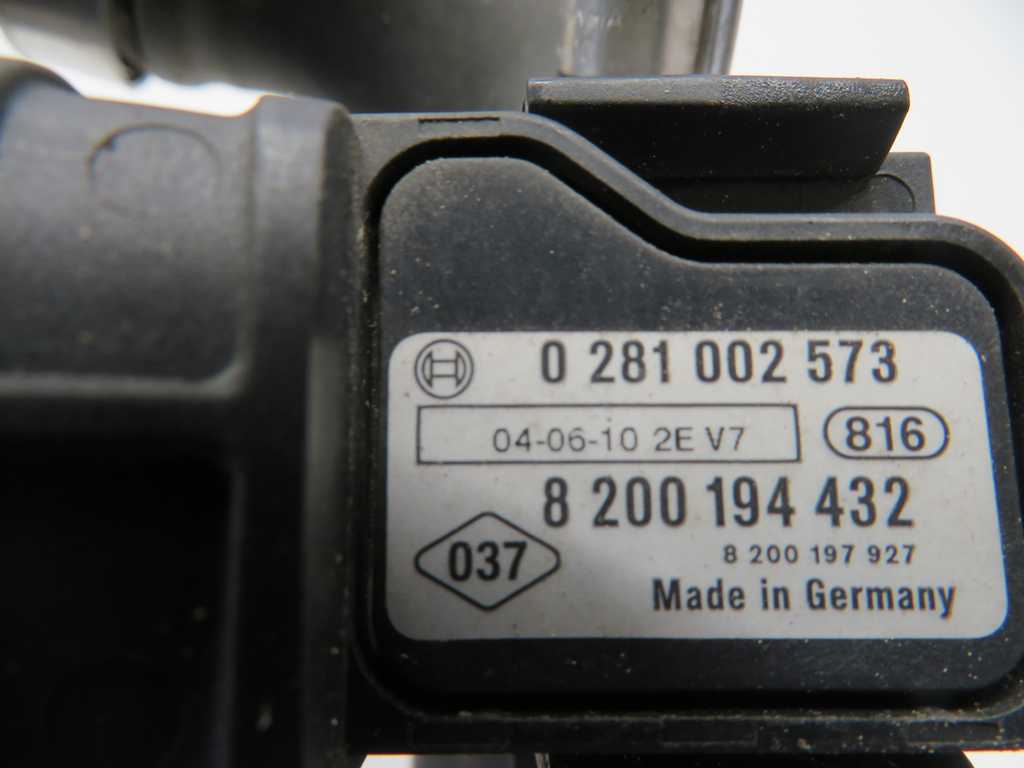 0 281 002 573
04-06-10 2E V7 816
8 200 194 432
037
8 200 197 927
Made in Germany